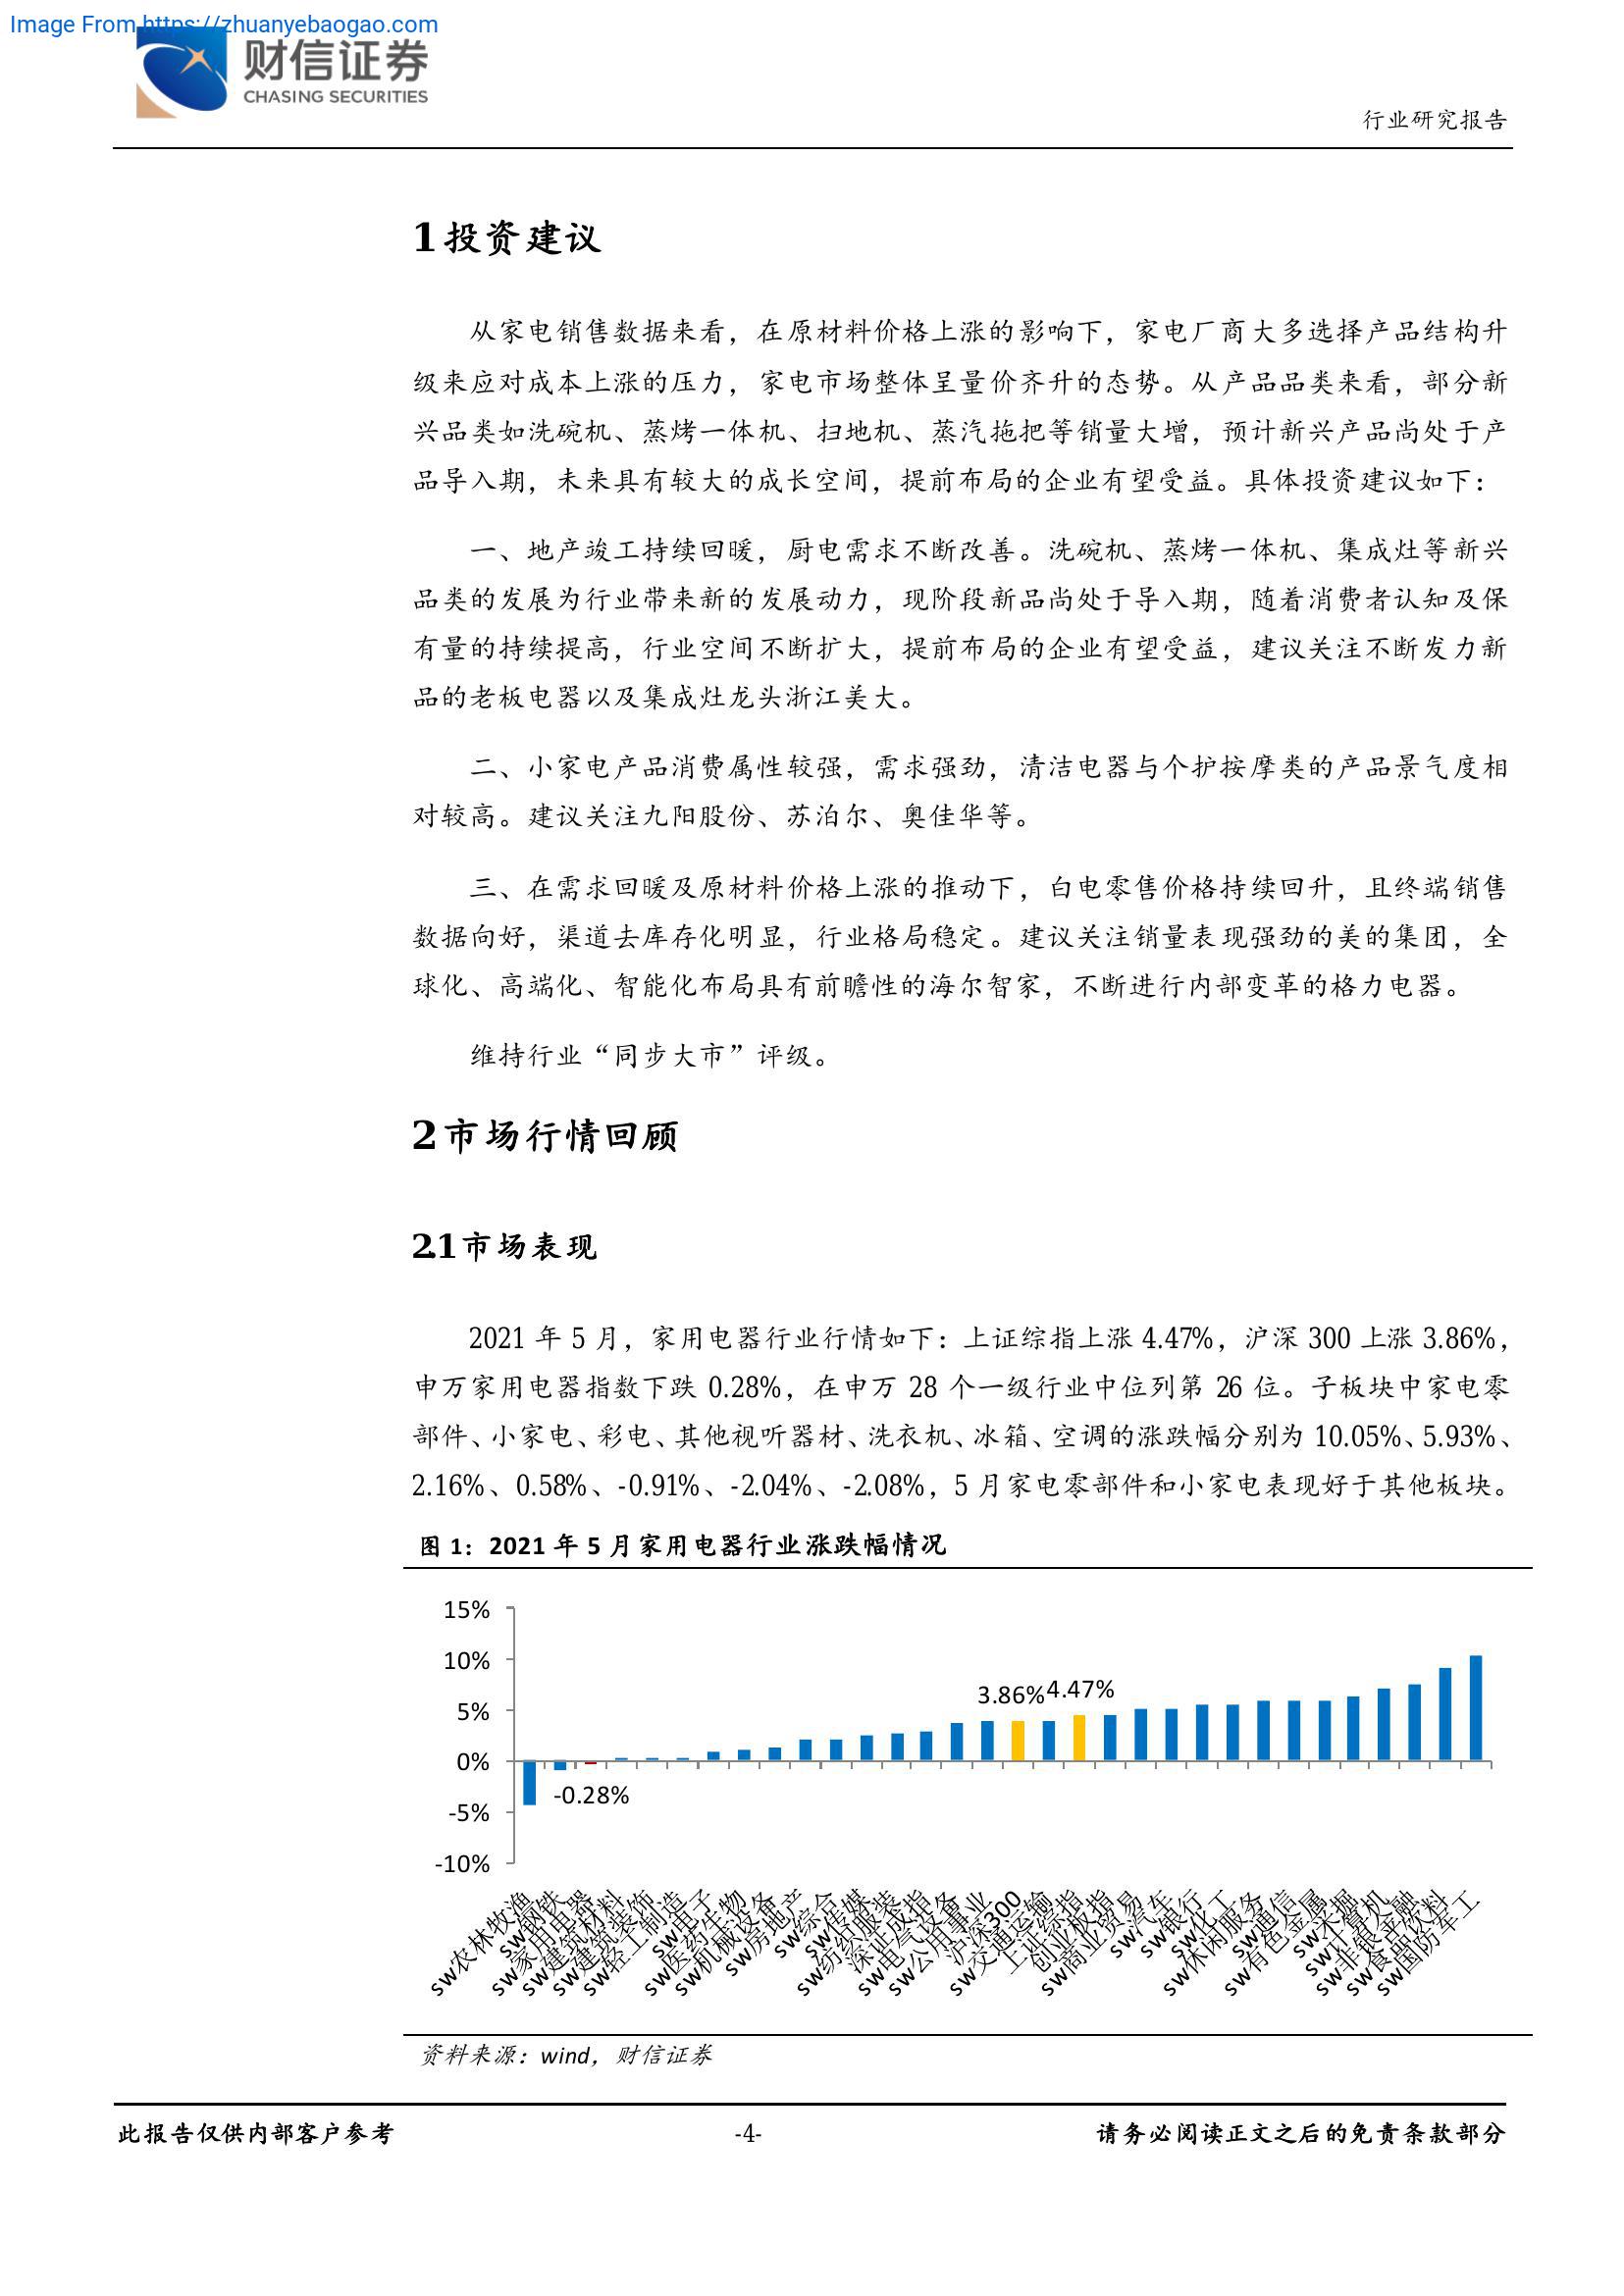 Image From https://zhuanyebaogao.com
财信证券
CHASING SECURITIES
行业研究报告
1 投资建议
从家电销售数据来看，在原材料价格上涨的影响下，家电厂商大多选择产品结构升
级来应对成本上涨的压力，家电市场整体呈量价齐升的态势。从产品品类来看，部分新
兴品类如洗碗机、蒸烤一体机、扫地机、蒸汽拖把等销量大增，预计新兴产品尚处于产
品导入期，未来具有较大的成长空间，提前布局的企业有望受益。具体投资建议如下：
一、地产竣工持续回暖，厨电需求不断改善。洗碗机、蒸烤一体机、集成灶等新兴
品类的发展为行业带来新的发展动力，现阶段新品尚处于导入期，随着消费者认知及保
有量的持续提高，行业空间不断扩大，提前布局的企业有望受益，建议关注不断发力新
品的老板电器以及集成灶龙头浙江美大。
二、小家电产品消费属性较强，需求强劲，清洁电器与个护按摩类的产品景气度相
对较高。建议关注九阳股份、苏泊尔、奥佳华等。
三、在需求回暖及原材料价格上涨的推动下，白电零售价格持续回升，且终端销售
数据向好，渠道去库存化明显，行业格局稳定。建议关注销量表现强劲的美的集团，全
球化、高端化、智能化布局具有前瞻性的海尔智家，不断进行内部变革的格力电器。
维持行业“同步大市”评级。
2 市场行情回顾
2.1 市场表现
2021 年 5 月，家用电器行业行情如下：上证综指上涨 4.47%，沪深 300 上涨 3.86%，
申万家用电器指数下跌 0.28%，在申万 28 个一级行业中位列第 26 位。子板块中家电零
部件、小家电、彩电、其他视听器材、洗衣机、冰箱、空调的涨跌幅分别为 10.05%、5.93%、
2.16%、0.58%、-0.91%、-2.04%、-2.08%，5 月家电零部件和小家电表现好于其他板块。
图 1：2021 年 5 月家用电器行业涨跌幅情况
15%
10%
5%
0%
-5%
-10%
3.86%
4.47%
-0.28%
sw农林牧渔
sw钢铁
sw家用电器
sw建筑材料
sw建筑装饰
sw轻工制造
sw电子
sw医药生物
sw机械设备
sw房地产
sw综合
sw传媒
sw纺织服装
深证成指
sw电气设备
sw公用事业
沪深300
sw交通运输
上证综指
创业板指
sw商业贸易
sw汽车
sw银行
sw化工
sw休闲服务
sw通信
sw有色金属
sw采掘
sw计算机
sw非银金融
sw食品饮料
sw国防军工
资料来源：wind，财信证券
此报告仅供内部客户参考
-4-
请务必阅读正文之后的免责条款部分